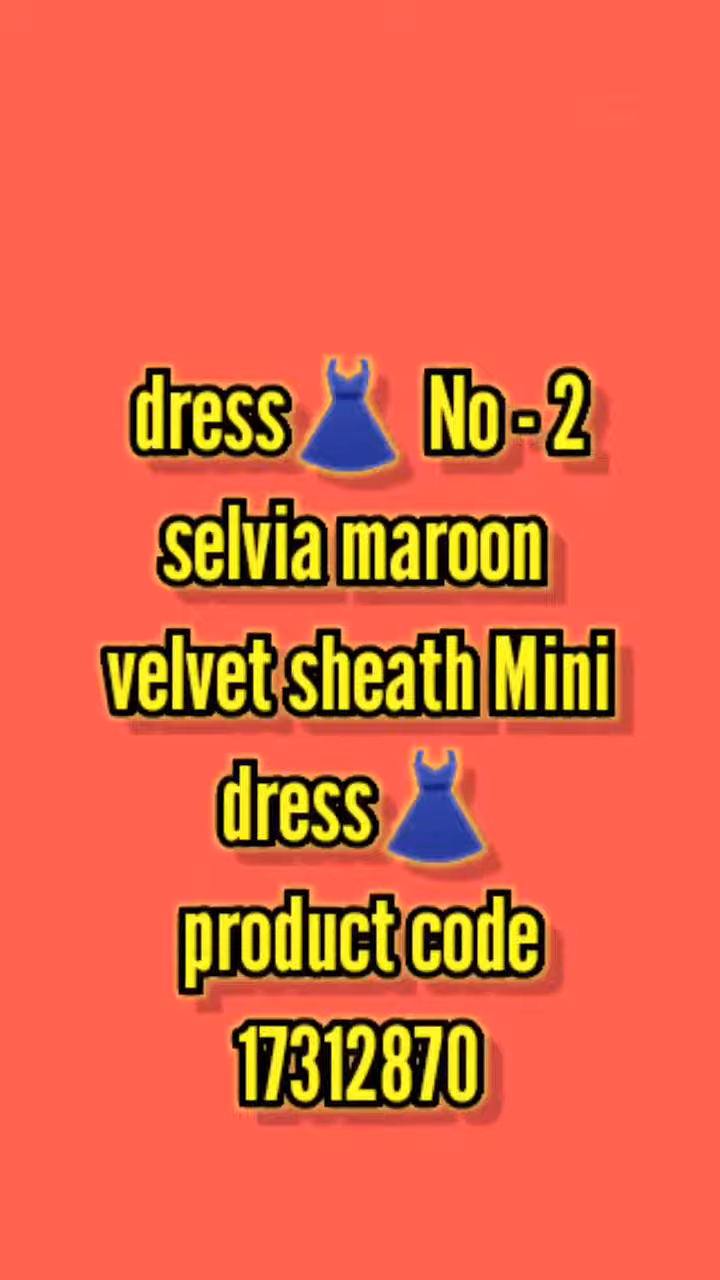 dress👗 No - 2
selvia maroon
velvet sheath Mini
dress👗
product code
17312870